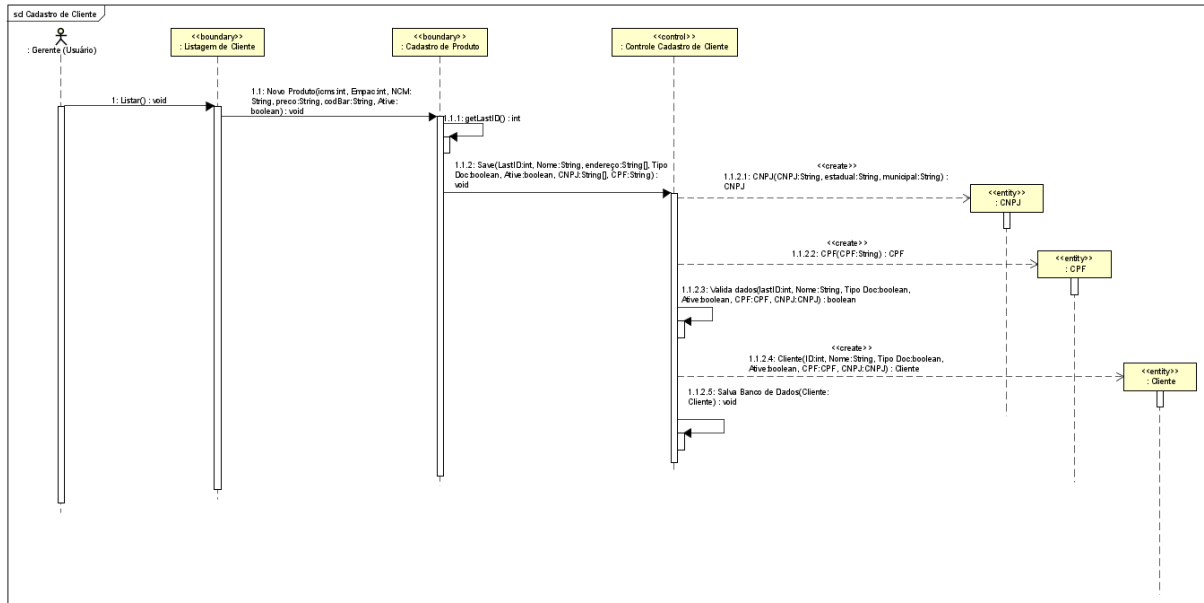 sd Cadastro de Cliente
: Gerente (Usuário)
<<boundary>>
: Listagem de Cliente
<<boundary>>
: Cadastro de Produto
<<control>>
: Controle Cadastro de Cliente
1: Listar() : void
1.1: Novo Produto(icms:int, Empac:int, NCM:
String, preco:String, codBar:String, Ative:
boolean) : void
1.1.1: getLastID() : int
1.1.2: Save(LastID:int, Nome:String, endereço:String[], Tipo
Doc:boolean, Ative:boolean, CNPJ:String[], CPF:String) :
void
<<create>>
1.1.2.1: CNPJ(CNPJ:String, estadual:String, municipal:String) :
CNPJ
<<entity>>
: CNPJ
<<create>>
1.1.2.2: CPF(CPF:String) : CPF
<<entity>>
: CPF
1.1.2.3: Valida dados(lastID:int, Nome:String, Tipo Doc:boolean,
Ative:boolean, CPF:CPF, CNPJ:CNPJ) : boolean
<<create>>
1.1.2.4: Cliente(ID:int, Nome:String, Tipo Doc:boolean,
Ative:boolean, CPF:CPF, CNPJ:CNPJ) : Cliente
<<entity>>
: Cliente
1.1.2.5: Salva Banco de Dados(Cliente:
Cliente) : void